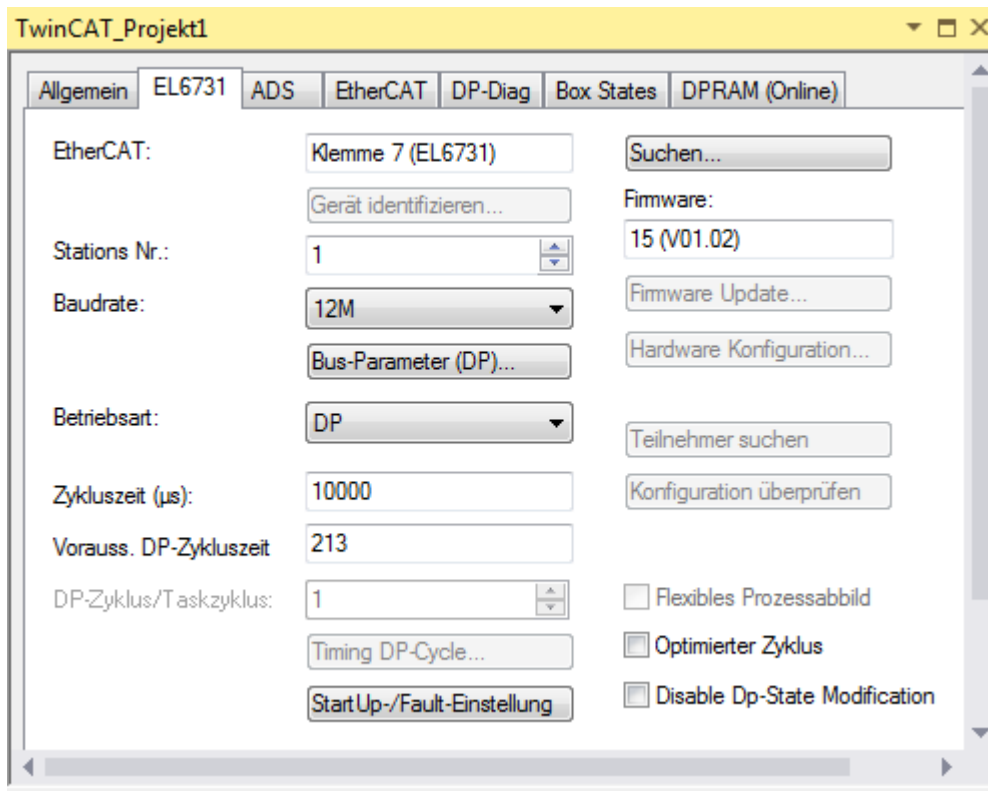 TwinCAT_Projekt1
Allgemein EL6731 ADS EtherCAT DP-Diag Box States DPRAM (Online)
EtherCAT: Klemme 7 (EL6731) Suchen...
Gerät identifizieren... Firmware:
Stations Nr.: 1 15 (V01.02)
Baudrate: 12M Firmware Update...
Bus-Parameter (DP)... Hardware Konfiguration...
Betriebsart: DP Teilnehmer suchen
Zykluszeit (µs): 10000 Konfiguration überprüfen
Vorauss. DP-Zykluszeit 213
DP-Zyklus/Taskzyklus: 1 Flexibles Prozessabbild
Timing DP-Cycle... Optimierter Zyklus
StartUp-/Fault-Einstellung Disable Dp-State Modification